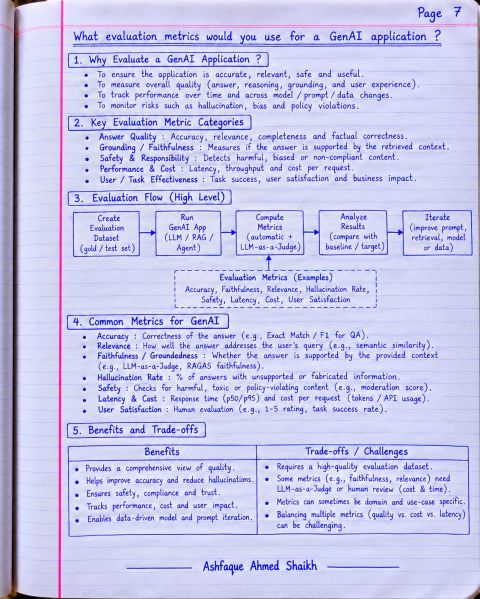 Page 7
What evaluation metrics would you use for a GenAI application ?
1. Why Evaluate a GenAI Application ?
• To ensure the application is accurate, relevant, safe and useful.
• To measure overall quality (answer, reasoning, grounding, and user experience).
• To track performance over time and across model / prompt / data changes.
• To monitor risks such as hallucination, bias and policy violations.
2. Key Evaluation Metric Categories
• Answer Quality : Accuracy, relevance, completeness and factual correctness.
• Grounding / Faithfulness : Measures if the answer is supported by the retrieved context.
• Safety & Responsibility : Detects harmful, biased or non-compliant content.
• Performance & Cost : Latency, throughput and cost per request.
• User / Task Effectiveness : Task success, user satisfaction and business impact.
3. Evaluation Flow (High Level)
Create
Evaluation
Dataset
(gold / test set)
Run
GenAI App
(LLM / RAG /
Agent)
Compute
Metrics
(automatic +
LLM-as-a-Judge)
Analyze
Results
(compare with
baseline / target)
Iterate
(improve prompt,
retrieval, model
or data)
Evaluation Metrics (Examples)
Accuracy, Faithfulness, Relevance, Hallucination Rate,
Safety, Latency, Cost, User Satisfaction
4. Common Metrics for GenAI
• Accuracy : Correctness of the answer (e.g., Exact Match / F1 for QA).
• Relevance : How well the answer addresses the user's query (e.g., semantic similarity).
• Faithfulness / Groundedness : Whether the answer is supported by the provided context
(e.g., LLM-as-a-Judge, RAGAS faithfulness).
• Hallucination Rate : % of answers with unsupported or fabricated information.
• Safety : Checks for harmful, toxic or policy-violating content (e.g., moderation score).
• Latency & Cost : Response time (p50/p95) and cost per request (tokens / API usage).
• User Satisfaction : Human evaluation (e.g., 1-5 rating, task success rate).
5. Benefits and Trade-offs
Benefits
• Provides a comprehensive view of quality.
• Helps improve accuracy and reduce hallucinations.
• Ensures safety, compliance and trust.
• Tracks performance, cost and user impact.
• Enables data-driven model and prompt iteration.
Trade-offs / Challenges
• Requires a high-quality evaluation dataset.
• Some metrics (e.g., faithfulness, relevance) need
LLM-as-a-Judge or human review (cost & time).
• Metrics can sometimes be domain and use-case specific.
• Balancing multiple metrics (quality vs. cost vs. latency)
can be challenging.
Ashfaque Ahmed Shaikh